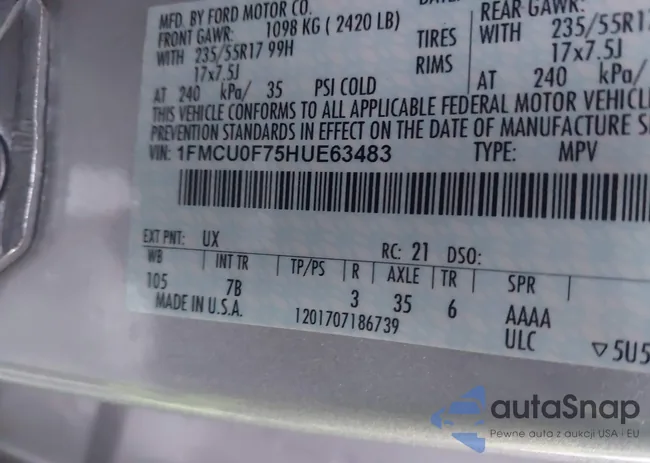 MFD. BY FORD MOTOR CO.
FRONT GAWR: 1098 KG ( 2420 LB)
WITH 235/55R17 99H TIRES
17x7.5J RIMS
AT 240 kPa/ 35 PSI COLD
REAR GAWR:
WITH 235/55R17
17x7.5J
AT 240 kPa/
THIS VEHICLE CONFORMS TO ALL APPLICABLE FEDERAL MOTOR VEHICL
PREVENTION STANDARDS IN EFFECT ON THE DATE OF MANUFACTURE S
VIN: 1FMCU0F75HUE63483 TYPE: MPV
EXT PNT: UX RC: 21 DSO:
WB INT TR TP/PS R AXLE TR SPR
105 7B 3 35 6 AAAA
MADE IN U.S.A. 1201707186739 ULC ▽5U5
autaSnap
Pewne auta z aukcji USA - EU